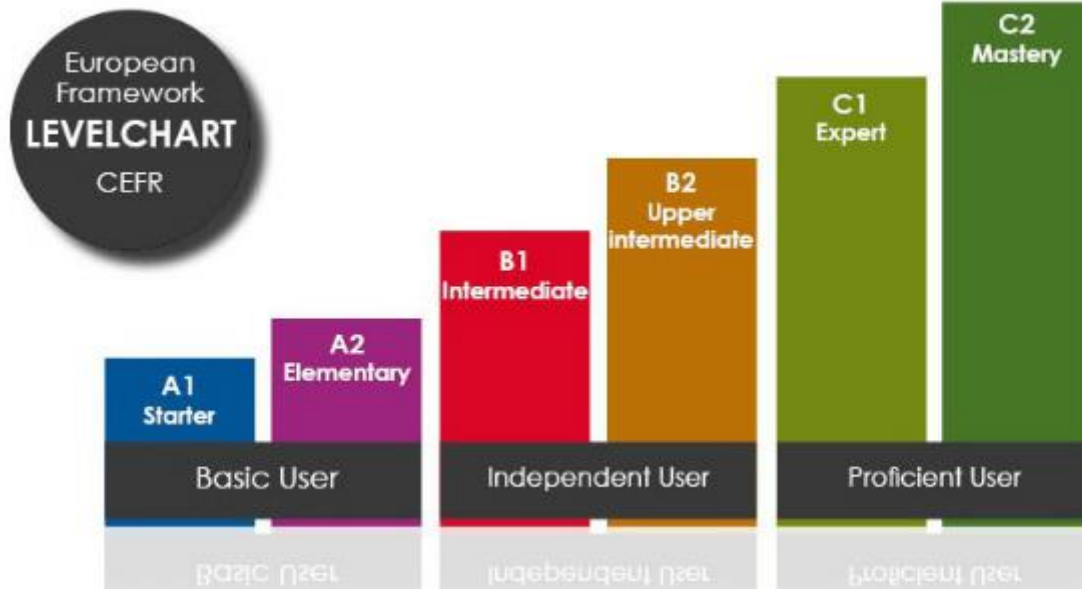 European
Framework
LEVELCHART
CEFR
A1
Starter
A2
Elementary
B1
Intermediate
B2
Upper
intermediate
C1
Expert
C2
Mastery
Basic User
Independent User
Proficient User